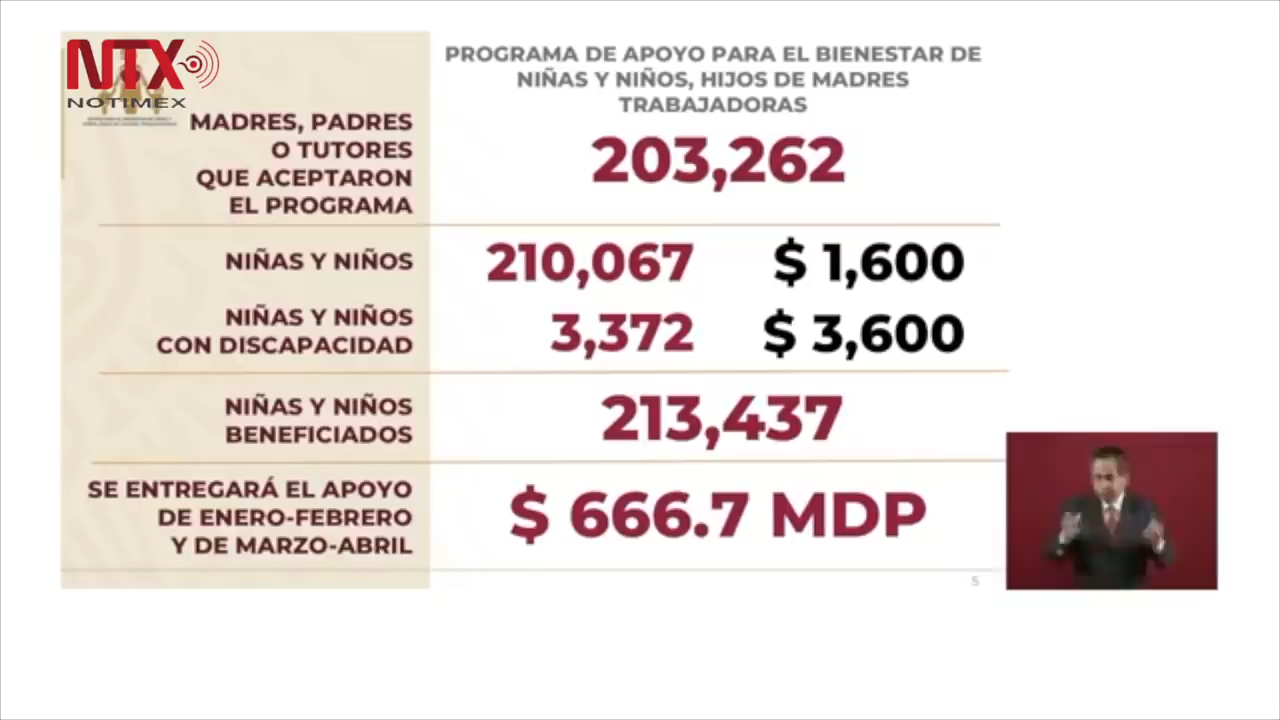 NTX
NOTIMEX
PROGRAMA DE APOYO PARA EL BIENESTAR DE
NIÑAS Y NIÑOS, HIJOS DE MADRES
TRABAJADORAS
MADRES, PADRES
O TUTORES
QUE ACEPTARON
EL PROGRAMA
203,262
NIÑAS Y NIÑOS
210,067 $ 1,600
NIÑAS Y NIÑOS
CON DISCAPACIDAD
3,372 $ 3,600
NIÑAS Y NIÑOS
BENEFICIADOS
213,437
SE ENTREGARÁ EL APOYO
DE ENERO-FEBRERO
Y DE MARZO-ABRIL
$ 666.7 MDP
5